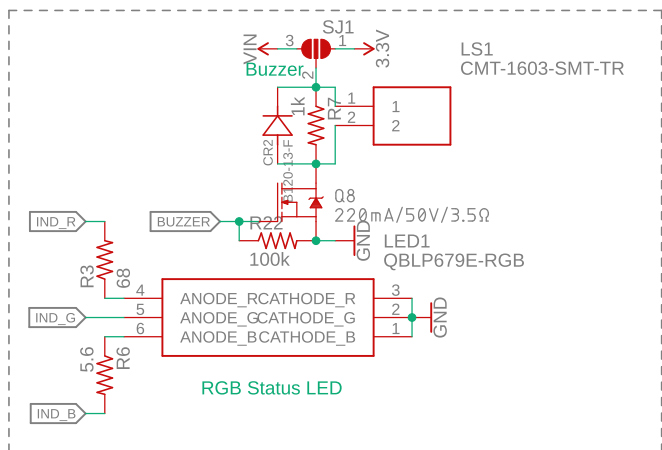 SJ1
VIN
3
1
3.3V
2
Buzzer
LS1
CMT-1603-SMT-TR
1k
R7
1
2
1
2
CR2
B120-13-F
Q8
220mA/50V/3.5Ω
IND_R
BUZZER
R22
100k
GND
LED1
QBLP679E-RGB
R3
68
4
ANODE_R
CATHODE_R
3
IND_G
5
ANODE_G
CATHODE_G
2
GND
6
ANODE_B
CATHODE_B
1
5.6
R6
RGB Status LED
IND_B